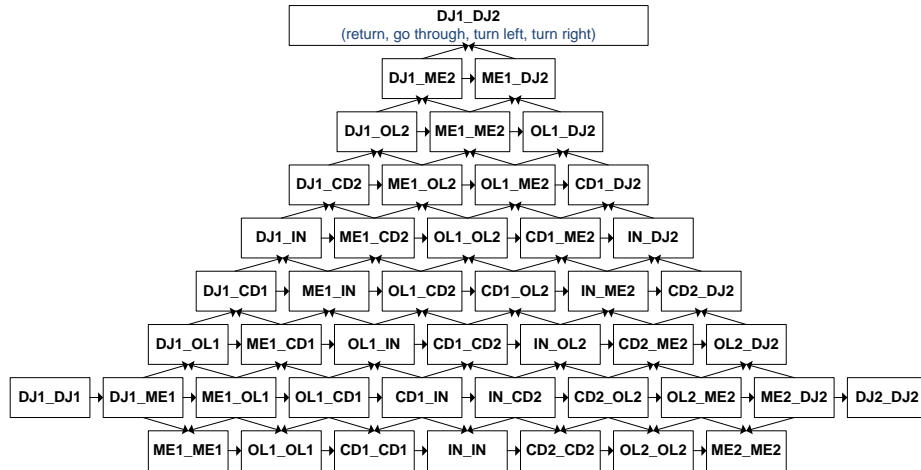 DJ1_DJ2
(return, go through, turn left, turn right)
DJ1_ME2 ME1_DJ2
DJ1_OL2 ME1_ME2 OL1_DJ2
DJ1_CD2 ME1_OL2 OL1_ME2 CD1_DJ2
DJ1_IN ME1_CD2 OL1_OL2 CD1_ME2 IN_DJ2
DJ1_CD1 ME1_IN OL1_CD2 CD1_OL2 IN_ME2 CD2_DJ2
DJ1_OL1 ME1_CD1 OL1_IN CD1_CD2 IN_OL2 CD2_ME2 OL2_DJ2
DJ1_DJ1 DJ1_ME1 ME1_OL1 OL1_CD1 CD1_IN IN_CD2 CD2_OL2 OL2_ME2 ME2_DJ2 DJ2_DJ2
ME1_ME1 OL1_OL1 CD1_CD1 IN_IN CD2_CD2 OL2_OL2 ME2_ME2